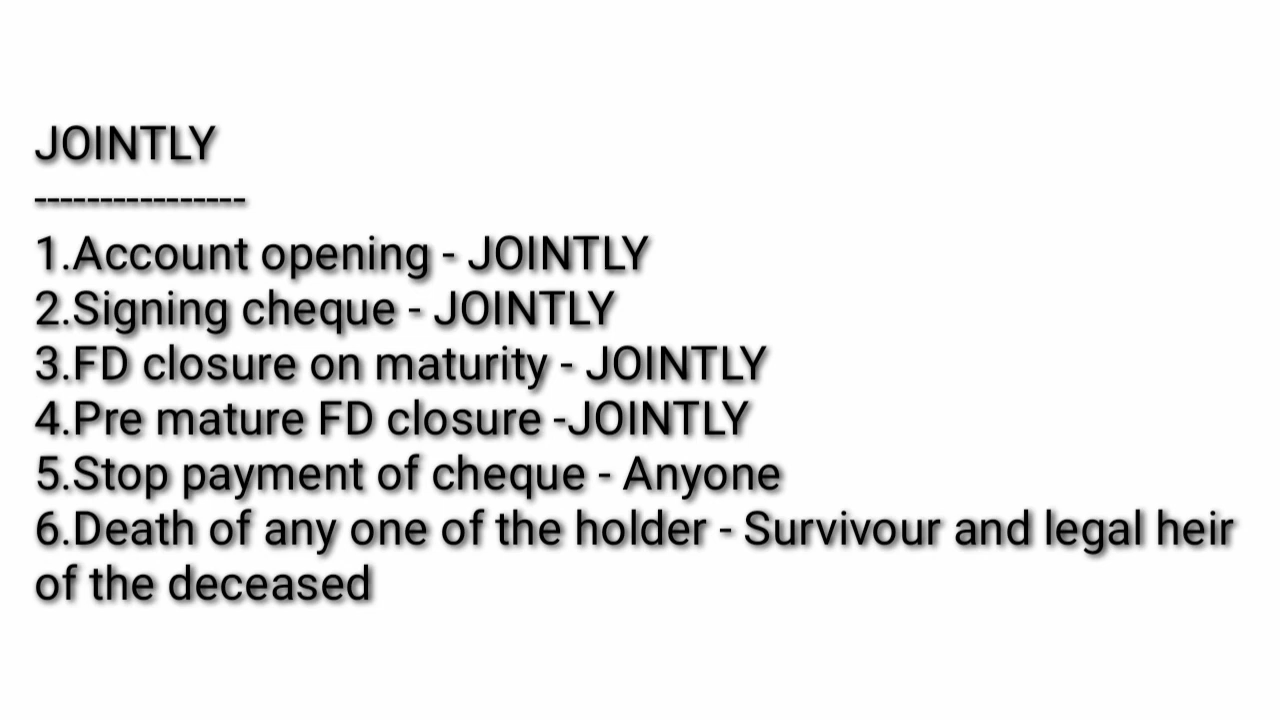 JOINTLY
----------------
1.Account opening - JOINTLY
2.Signing cheque - JOINTLY
3.FD closure on maturity - JOINTLY
4.Pre mature FD closure -JOINTLY
5.Stop payment of cheque - Anyone
6.Death of any one of the holder - Survivour and legal heir
of the deceased